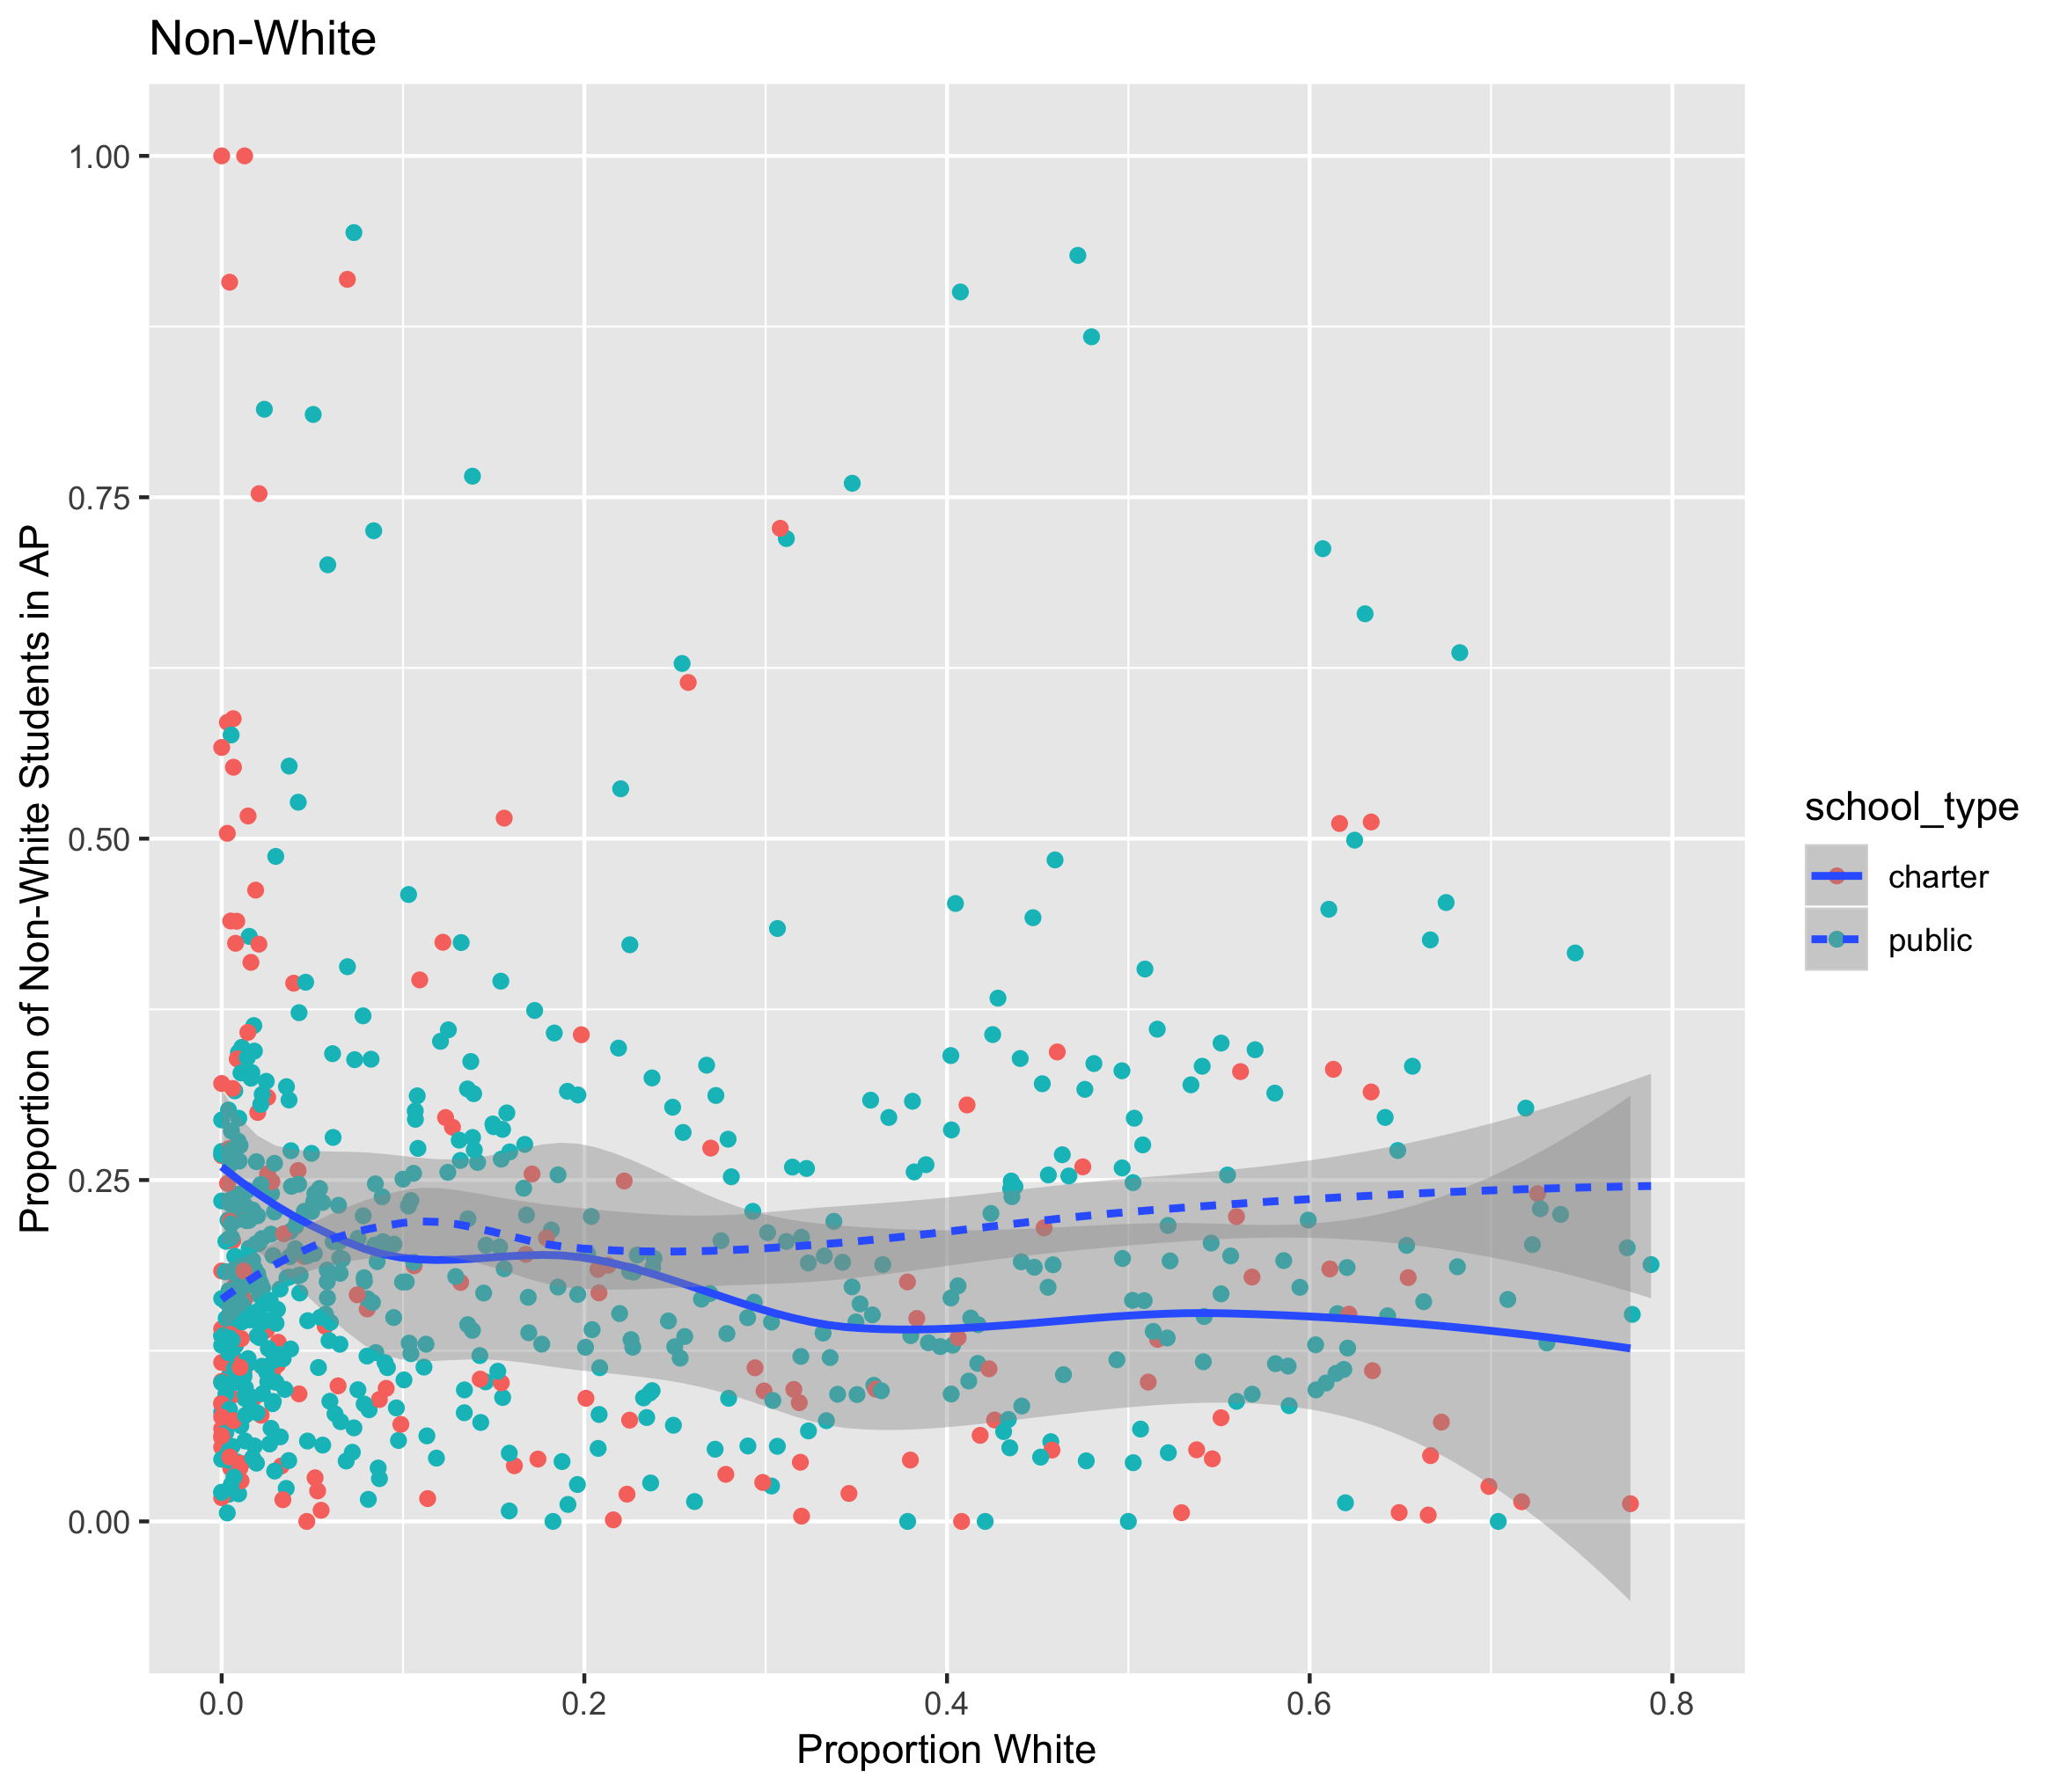 Non-White
Proportion of Non-White Students in AP
1.00
0.75
0.50
0.25
0.00
0.0 0.2 0.4 0.6 0.8
Proportion White
school_type
charter
public